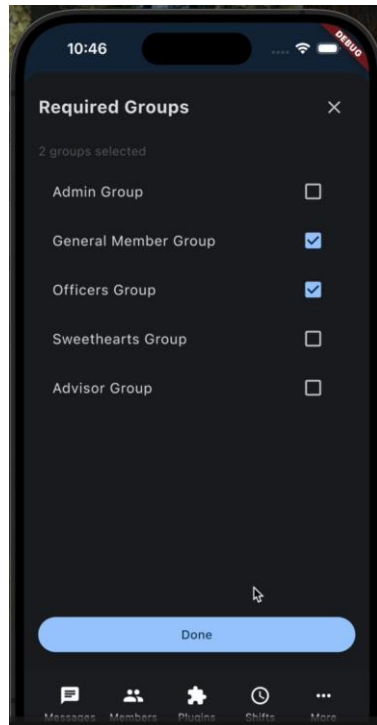 10:46
DEBUG
Required Groups
2 groups selected
Admin Group
General Member Group
Officers Group
Sweethearts Group
Advisor Group
Done
Messages Members Plugins Shifts More